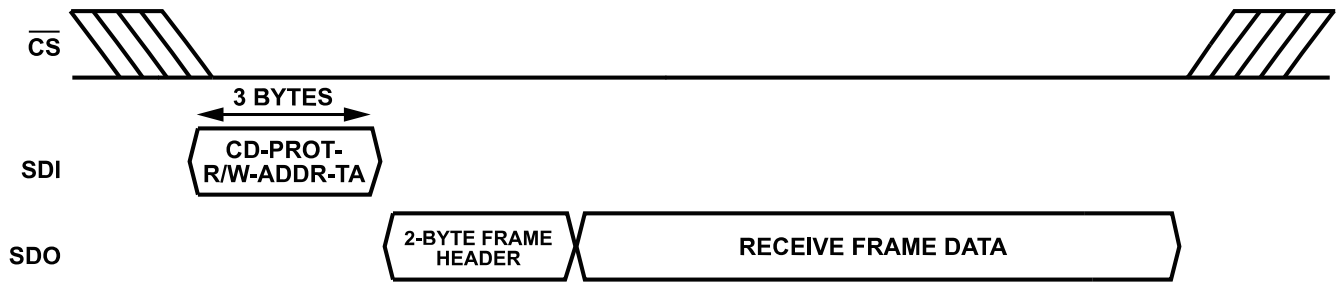 CS
3 BYTES
SDI
CD-PROT-
R/W-ADDR-TA
SDO
2-BYTE FRAME
HEADER
RECEIVE FRAME DATA